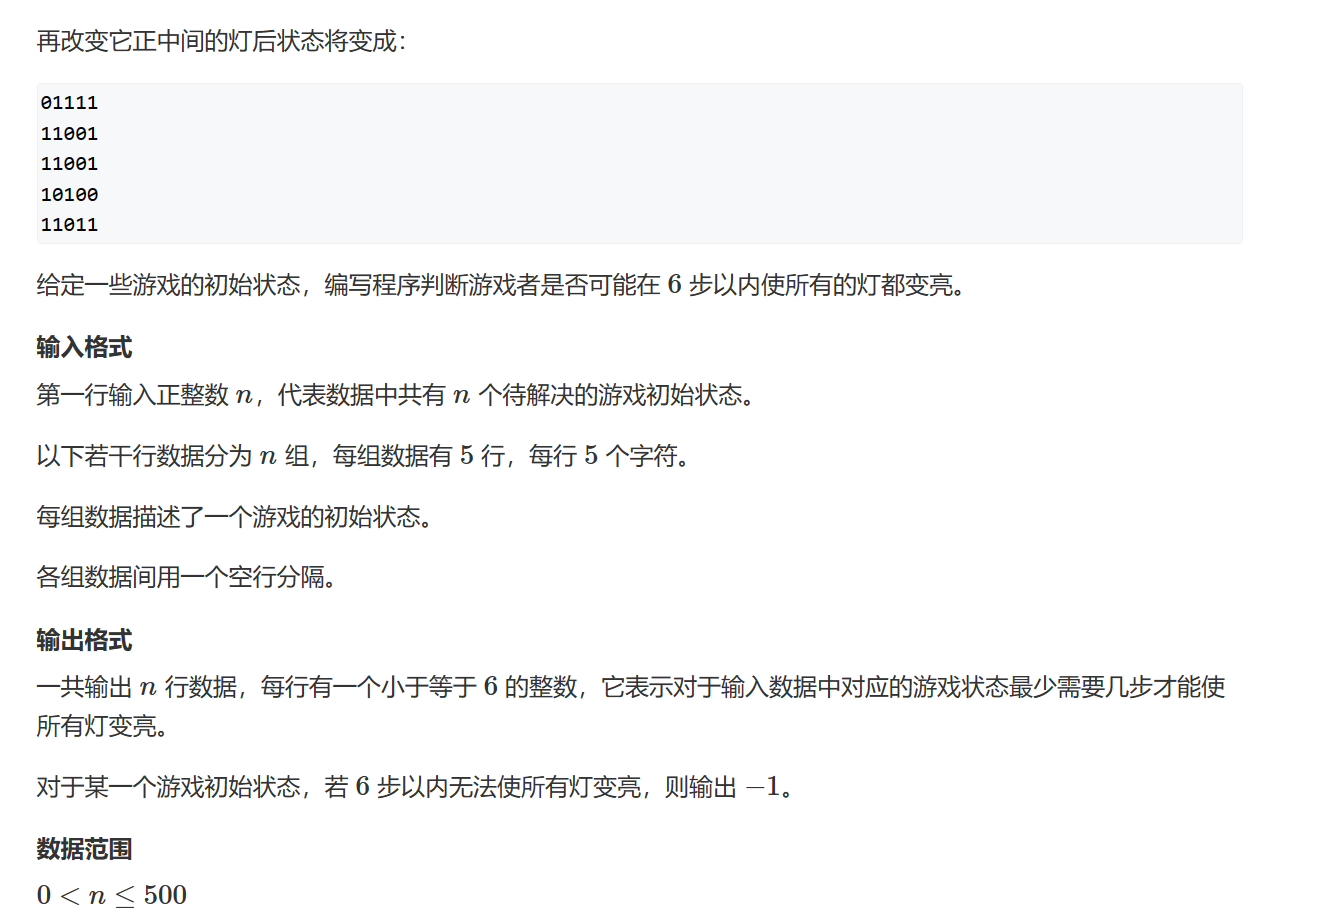 再改变它正中间的灯后状态将变成：
01111
11001
11001
10100
11011
给定一些游戏的初始状态，编写程序判断游戏者是否可能在 6 步以内使所有的灯都变亮。
输入格式
第一行输入正整数 n，代表数据中共有 n 个待解决的游戏初始状态。
以下若干行数据分为 n 组，每组数据有 5 行，每行 5 个字符。
每组数据描述了一个游戏的初始状态。
各组数据间用一个空行分隔。
输出格式
一共输出 n 行数据，每行有一个小于等于 6 的整数，它表示对于输入数据中对应的游戏状态最少需要几步才能使
所有灯变亮。
对于某一个游戏初始状态，若 6 步以内无法使所有灯变亮，则输出 −1。
数据范围
0 < n ≤ 500